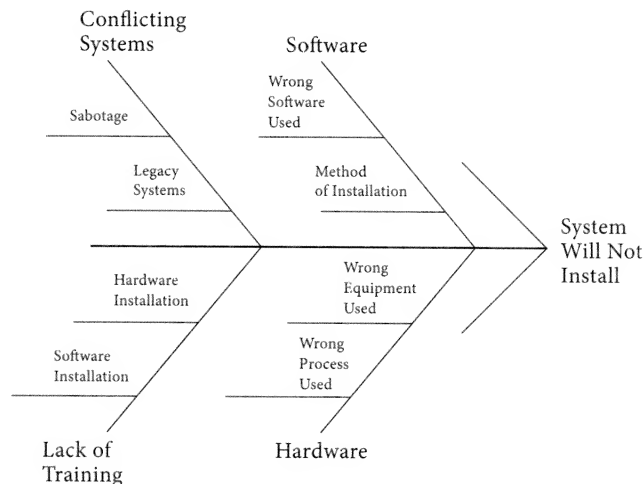 Conflicting
Systems
Software
Wrong
Software
Used
Sabotage
Legacy
Systems
Method
of Installation
System
Will Not
Install
Hardware
Installation
Wrong
Equipment
Used
Software
Installation
Wrong
Process
Used
Lack of
Training
Hardware